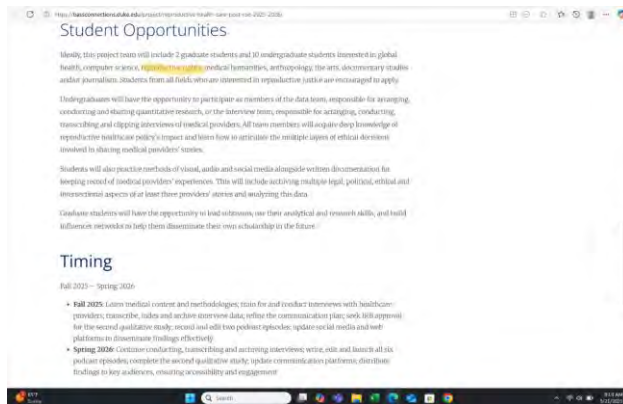 https://bassconnections.duke.edu/project/reproductive-health-care-post-roe-2025-2026/
Student Opportunities
Ideally, this project team will include 2 graduate students and 10 undergraduate students interested in global
health, computer science, reproductive rights, medical humanities, anthropology, the arts, documentary studies
and/or journalism. Students from all fields who are interested in reproductive justice are encouraged to apply.
Undergraduates will have the opportunity to participate as members of the data team, responsible for arranging,
conducting and sharing quantitative research, or the interview team, responsible for arranging, conducting,
transcribing and clipping interviews of medical providers. All team members will acquire deep knowledge of
reproductive healthcare policy's impact and learn how to articulate the multiple layers of ethical decisions
involved in sharing medical providers' stories.
Students will also practice methods of visual, audio and social media alongside written documentation for
keeping record of medical providers' experiences. This will include archiving multiple legal, political, ethical and
intersectional aspects of at least three providers' stories and analyzing this data.
Graduate students will have the opportunity to lead subteams, use their analytical and research skills, and build
influencer networks to help them disseminate their own scholarship in the future.
Timing
Fall 2025 – Spring 2026
• Fall 2025: Learn medical content and methodologies; train for and conduct interviews with healthcare
providers; transcribe, index and archive interview data; refine the communication plan; seek IRB approval
for the second qualitative study; record and edit two podcast episodes; update social media and web
platforms to disseminate findings effectively
• Spring 2026: Continue conducting, transcribing and archiving interviews; write, edit and launch all six
podcast episodes; complete the second qualitative study; update communication platforms; distribute
findings to key audiences, ensuring accessibility and engagement
Search